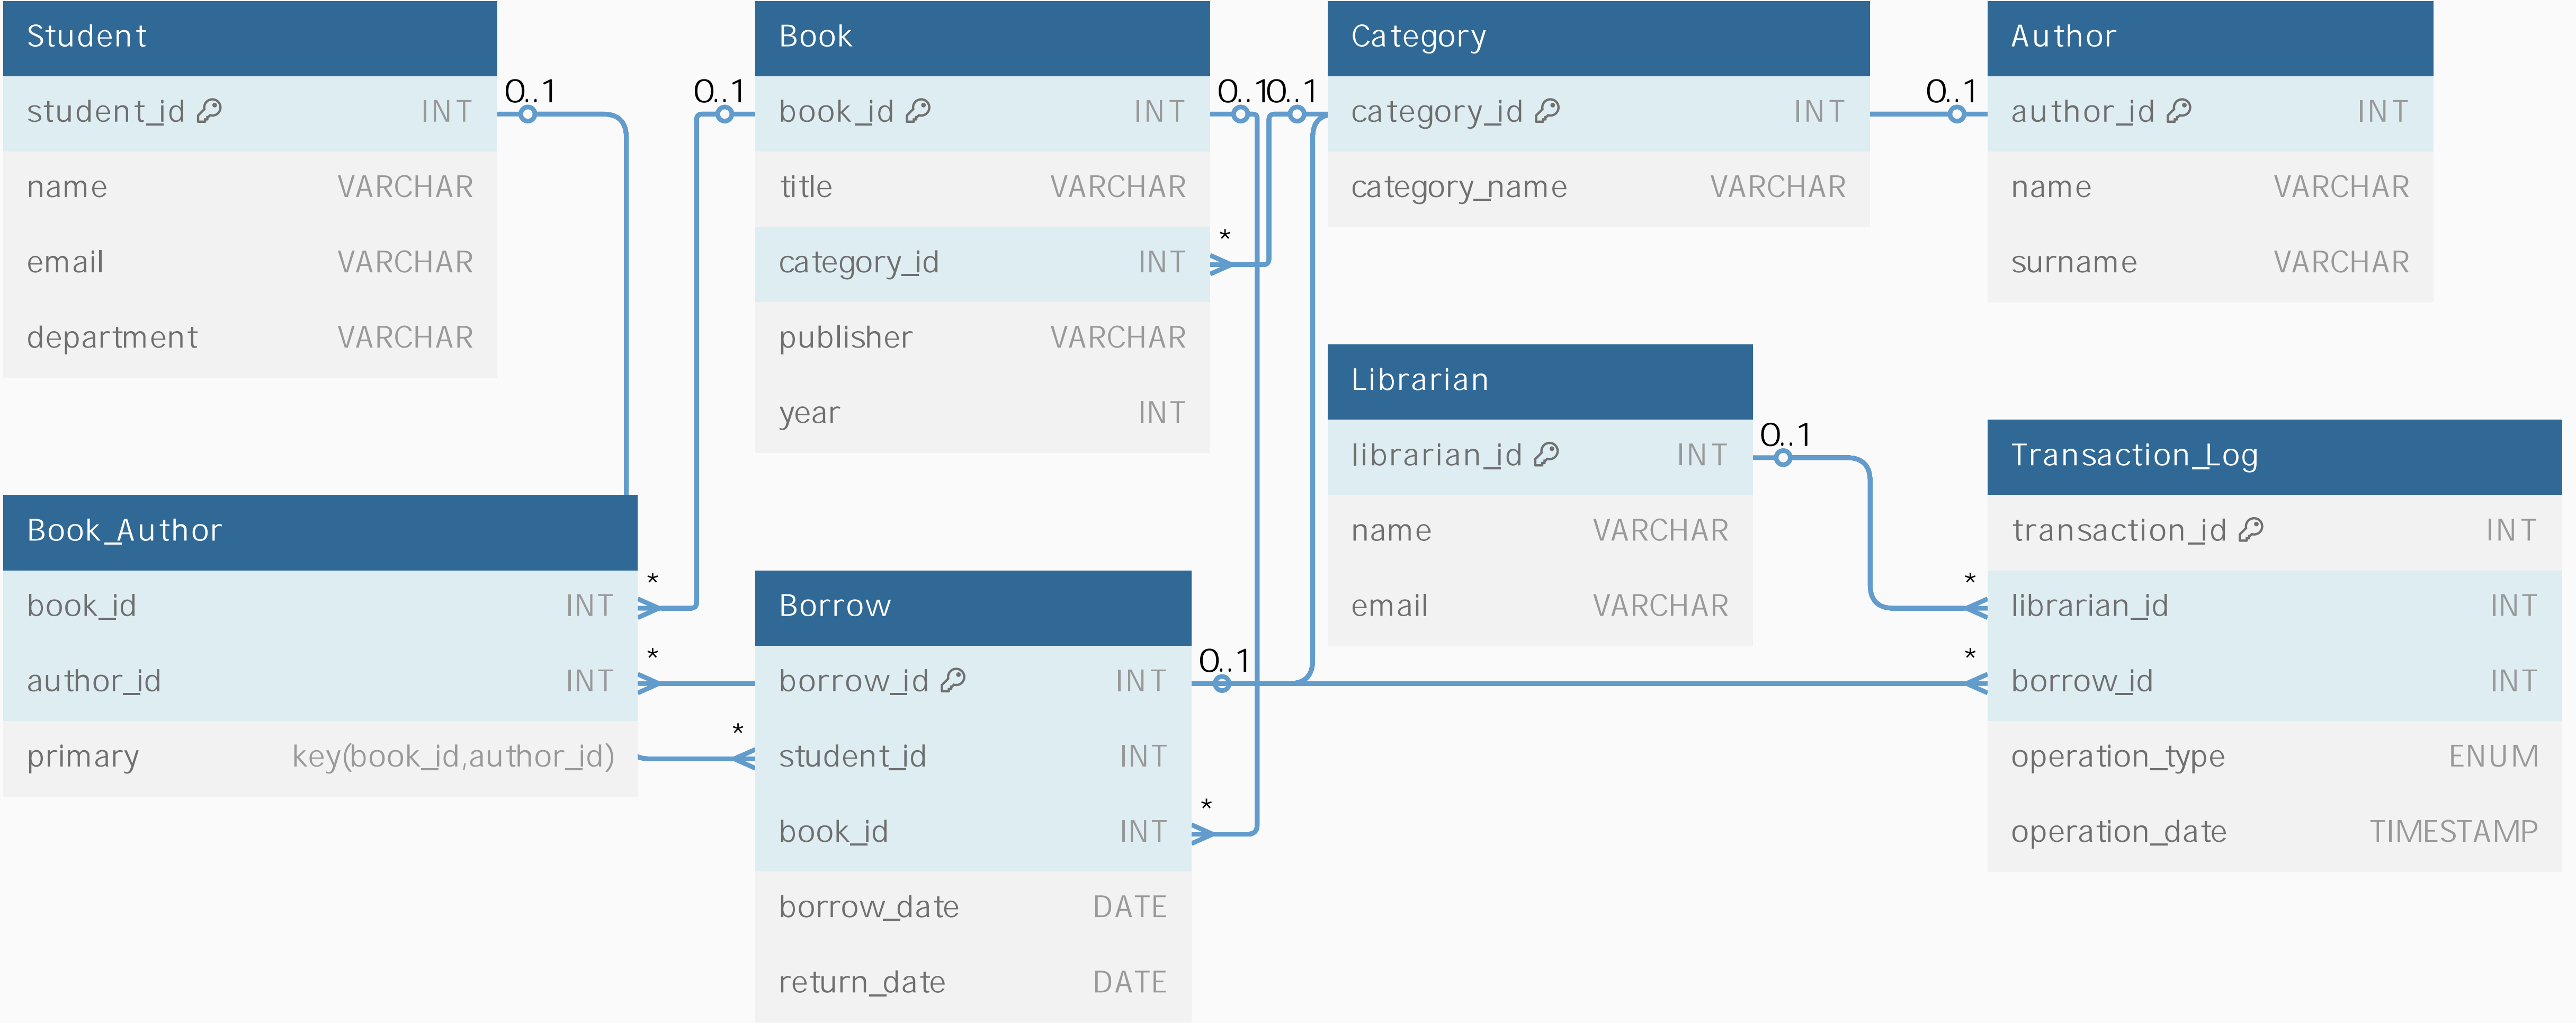 Student
0..1
student_id INT
name VARCHAR
email VARCHAR
department VARCHAR
Book
0..1
0..1
book_id INT
title VARCHAR
*
category_id INT
publisher VARCHAR
year INT
Category
0..1
category_id INT
category_name VARCHAR
Author
0..1
author_id INT
name VARCHAR
surname VARCHAR
Librarian
0..1
librarian_id INT
name VARCHAR
email VARCHAR
Transaction_Log
transaction_id INT
*
librarian_id INT
*
borrow_id INT
operation_type ENUM
operation_date TIMESTAMP
Book_Author
*
book_id INT
*
author_id INT
primary key(book_id,author_id)
Borrow
0..1
borrow_id INT
*
student_id INT
*
book_id INT
borrow_date DATE
return_date DATE